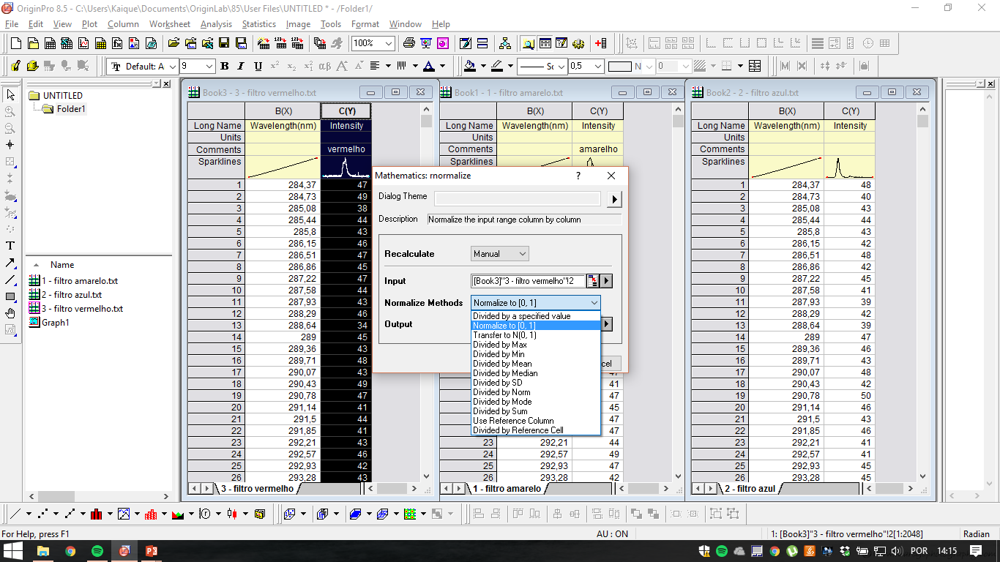 OriginPro 8.5 - C:\Users\Kaique\Documents\OriginLab\85\User Files\UNTITLED * - /Folder1/
File Edit View Plot Column Worksheet Analysis Statistics Image Tools Format Window Help
100%
Default: A 9 B I U 0,5 N 0
UNTITLED
Folder1
Name
1 - filtro amarelo.txt
2 - filtro azul.txt
3 - filtro vermelho.txt
Graph1
Book3 - 3 - filtro vermelho.txt
B(X) C(Y)
Long Name Wavelength(nm) Intensity
Units
Comments vermelho
Sparklines
1 284,37 47
2 284,73 49
3 285,08 38
4 285,44 44
5 285,8 43
6 286,15 46
7 286,51 47
8 286,86 45
9 287,22 47
10 287,58 44
11 287,93 43
12 288,29 46
13 288,64 34
14 289 45
15 289,36 43
16 289,71 48
17 290,07 43
18 290,43 49
19 290,78 47
20 291,14 41
21 291,5 44
22 291,85 41
23 292,21 43
24 292,57 46
25 292,93 42
26 293,28 43
3 - filtro vermelho
Book1 - 1 - filtro amarelo.txt
B(X) C(Y)
Long Name Wavelength(nm) Intensity
Units
Comments amarelho
Sparklines
Mathematics: rnormalize
Dialog Theme
Description Normalize the input range column by column
Recalculate Manual
Input [Book3]"3 - filtro vermelho"!2
Normalize Methods Normalize to [0, 1]
Output
Divided by a specified value
Normalize to [0, 1]
Transfer to N(0, 1)
Divided by Max
Divided by Min
Divided by Mean
Divided by Median
Divided by SD
Divided by Norm
Divided by Mode
Divided by Sum
Use Reference Column
Divided by Reference Cell
cel
41
47
45
47
47
23 292,21 44
24 292,57 49
25 292,93 47
26 293,28 42
1 - filtro amarelo
Book2 - 2 - filtro azul.txt
B(X) C(Y)
Long Name Wavelength(nm) Intensity
Units
Comments
Sparklines
1 284,37 48
2 284,73 40
3 285,08 43
4 285,44 44
5 285,8 43
6 286,15 42
7 286,51 48
8 286,86 42
9 287,22 45
10 287,58 42
11 287,93 39
12 288,29 42
13 288,64 39
14 289 47
15 289,36 46
16 289,71 43
17 290,07 48
18 290,43 42
19 290,78 50
20 291,14 46
21 291,5 43
22 291,85 46
23 292,21 41
24 292,57 41
25 292,93 45
26 293,28 45
2 - filtro azul
For Help, press F1 AU : ON 1: [Book3]"3 - filtro vermelho"!2[1:2048] Radian
POR 14:15